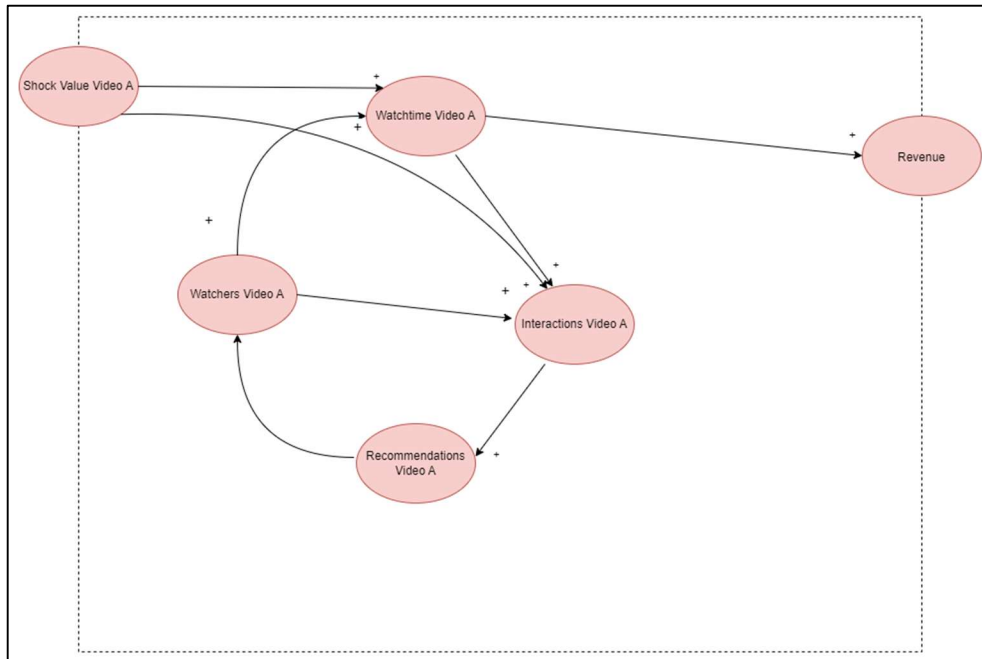 Shock Value Video A
+
Watchtime Video A
+
+
Revenue
+
Watchers Video A
+
+
+
Interactions Video A
Recommendations
Video A
+